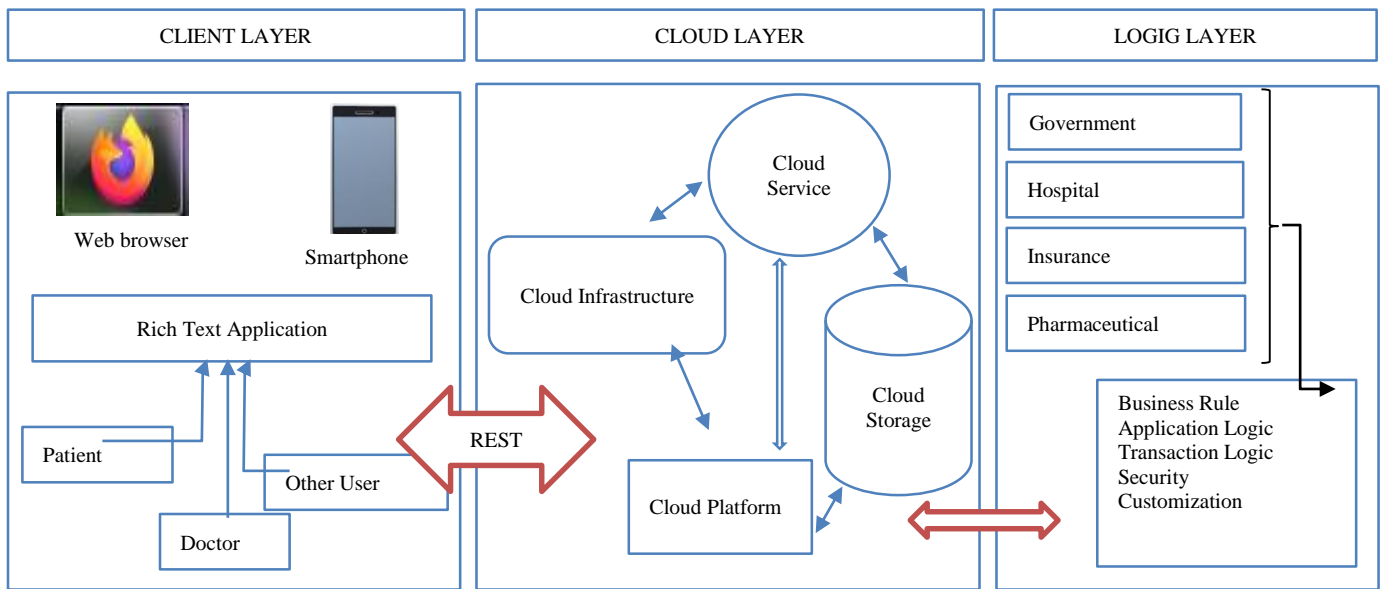 CLIENT LAYER
CLOUD LAYER
LOGIG LAYER
Web browser
Smartphone
Rich Text Application
Patient
Other User
Doctor
REST
Cloud
Service
Cloud Infrastructure
Cloud
Storage
Cloud Platform
Government
Hospital
Insurance
Pharmaceutical
Business Rule
Application Logic
Transaction Logic
Security
Customization